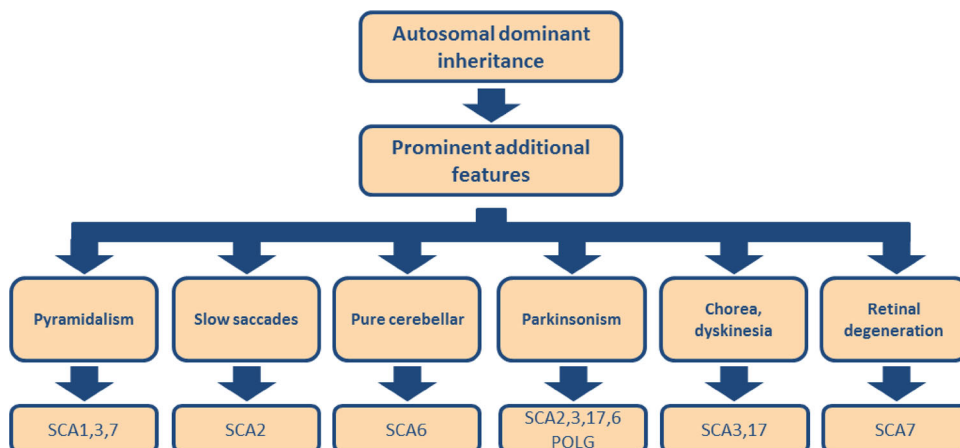 Autosomal dominant
inheritance
Prominent additional
features
Pyramidalism
Slow saccades
Pure cerebellar
Parkinsonism
Chorea,
dyskinesia
Retinal
degeneration
SCA1,3,7
SCA2
SCA6
SCA2,3,17,6
POLG
SCA3,17
SCA7